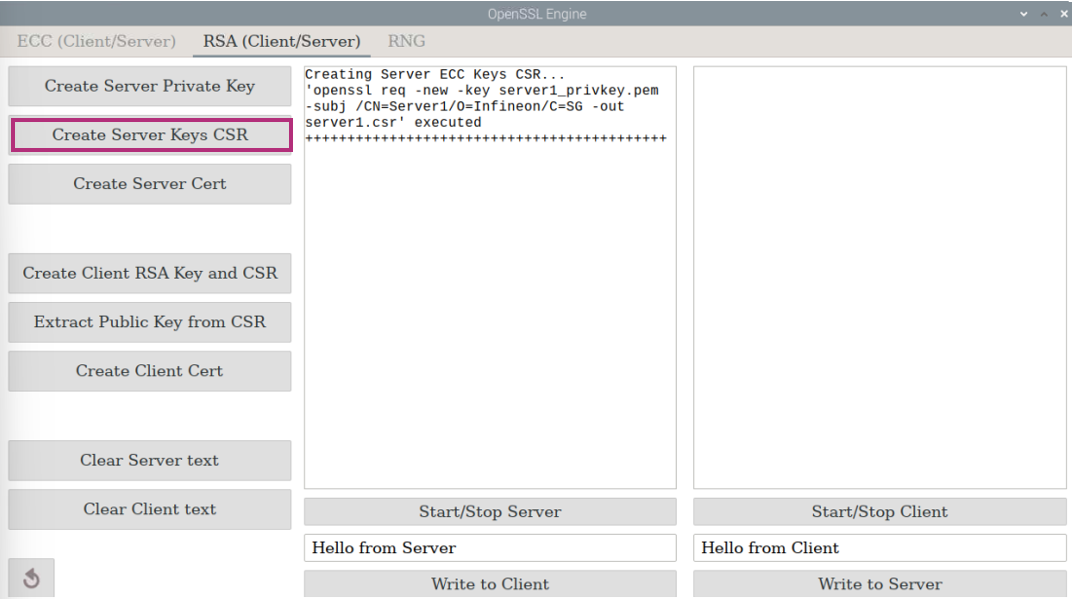 OpenSSL Engine
ECC (Client/Server) RSA (Client/Server) RNG
Create Server Private Key
Create Server Keys CSR
Create Server Cert
Create Client RSA Key and CSR
Extract Public Key from CSR
Create Client Cert
Clear Server text
Clear Client text
Creating Server ECC Keys CSR...
'openssl req -new -key server1_privkey.pem
-subj /CN=Server1/O=Infineon/C=SG -out
server1.csr' executed
+++++++++++++++++++++++++++++++++++++++++++
Start/Stop Server
Hello from Server
Write to Client
Start/Stop Client
Hello from Client
Write to Server